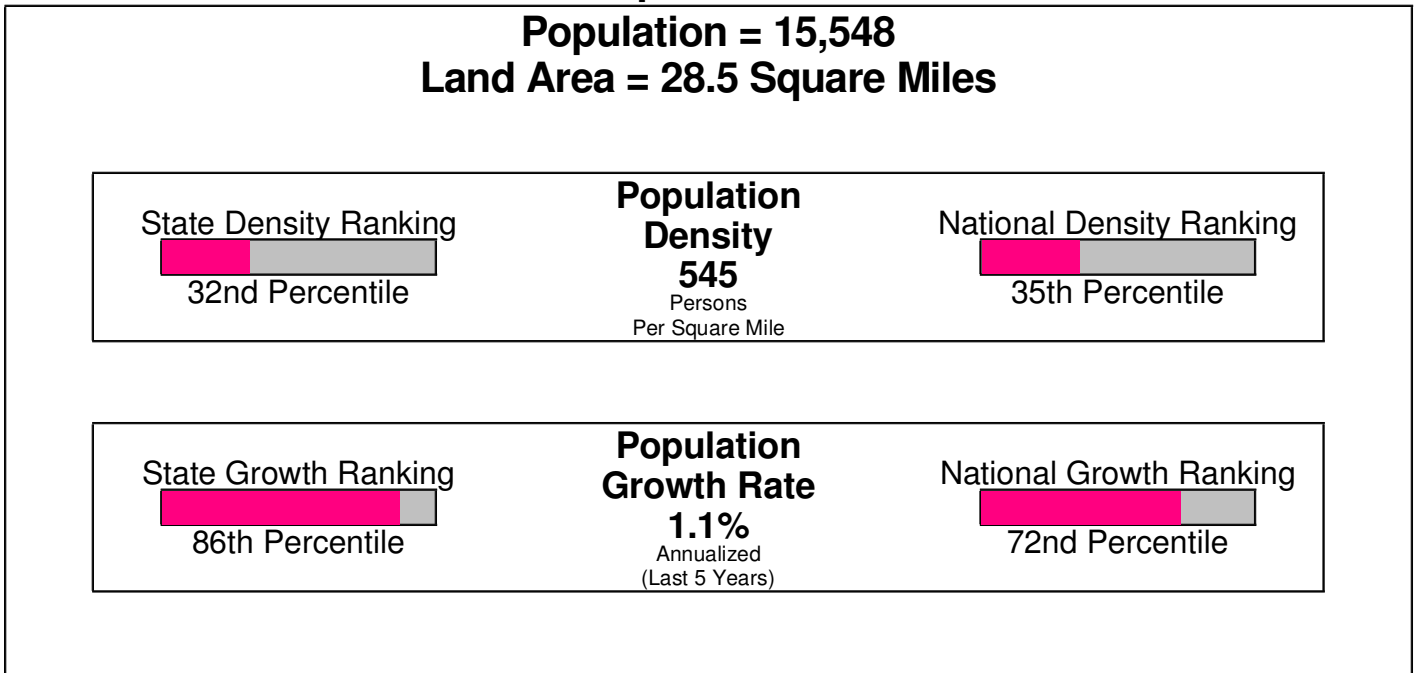 Population = 15,548
Land Area = 28.5 Square Miles
Population
Density
545
Persons
Per Square Mile
State Density Ranking
32nd Percentile
National Density Ranking
35th Percentile
Population
Growth Rate
1.1%
Annualized
(Last 5 Years)
State Growth Ranking
86th Percentile
National Growth Ranking
72nd Percentile